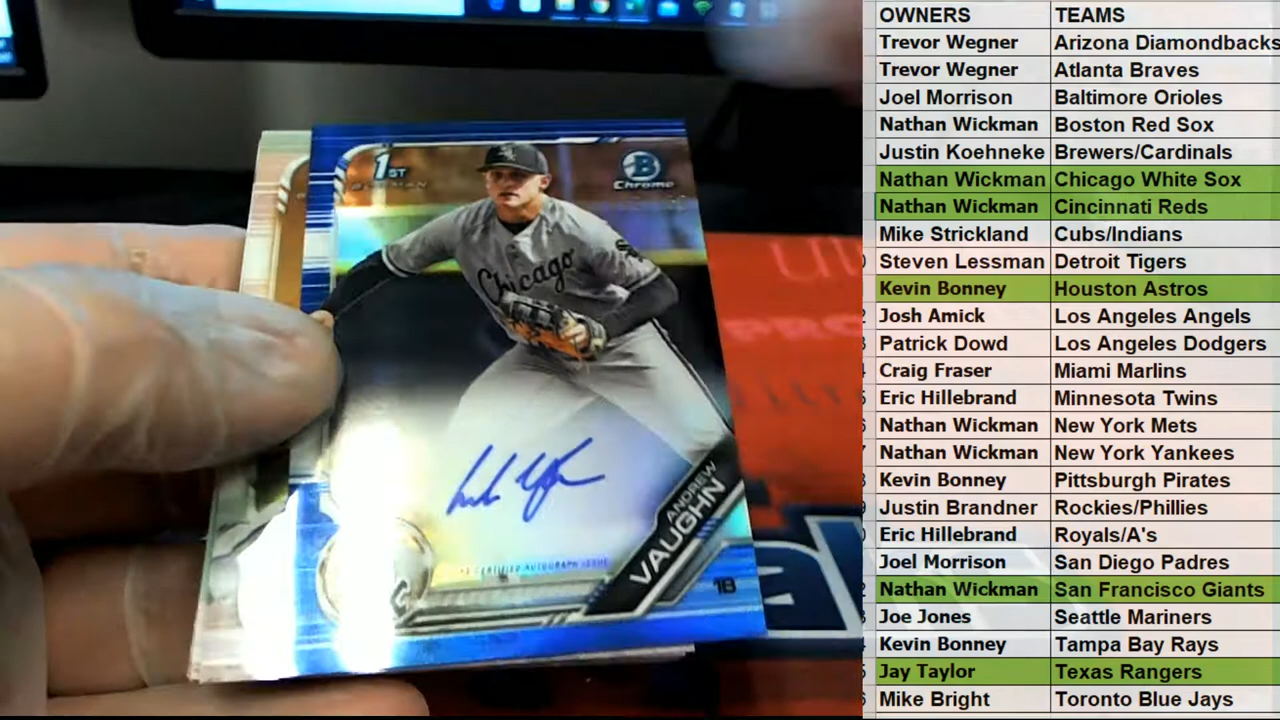 1ST
BOWMAN
B
Chrome
Chicago
A CERTIFIED AUTOGRAPH ISSUE
ANDREW
VAUGHN
1B
OWNERS TEAMS
Trevor Wegner Arizona Diamondbacks
Trevor Wegner Atlanta Braves
Joel Morrison Baltimore Orioles
Nathan Wickman Boston Red Sox
Justin Koehneke Brewers/Cardinals
Nathan Wickman Chicago White Sox
Nathan Wickman Cincinnati Reds
Mike Strickland Cubs/Indians
Steven Lessman Detroit Tigers
Kevin Bonney Houston Astros
Josh Amick Los Angeles Angels
Patrick Dowd Los Angeles Dodgers
Craig Fraser Miami Marlins
Eric Hillebrand Minnesota Twins
Nathan Wickman New York Mets
Nathan Wickman New York Yankees
Kevin Bonney Pittsburgh Pirates
Justin Brandner Rockies/Phillies
Eric Hillebrand Royals/A's
Joel Morrison San Diego Padres
Nathan Wickman San Francisco Giants
Joe Jones Seattle Mariners
Kevin Bonney Tampa Bay Rays
Jay Taylor Texas Rangers
Mike Bright Toronto Blue Jays